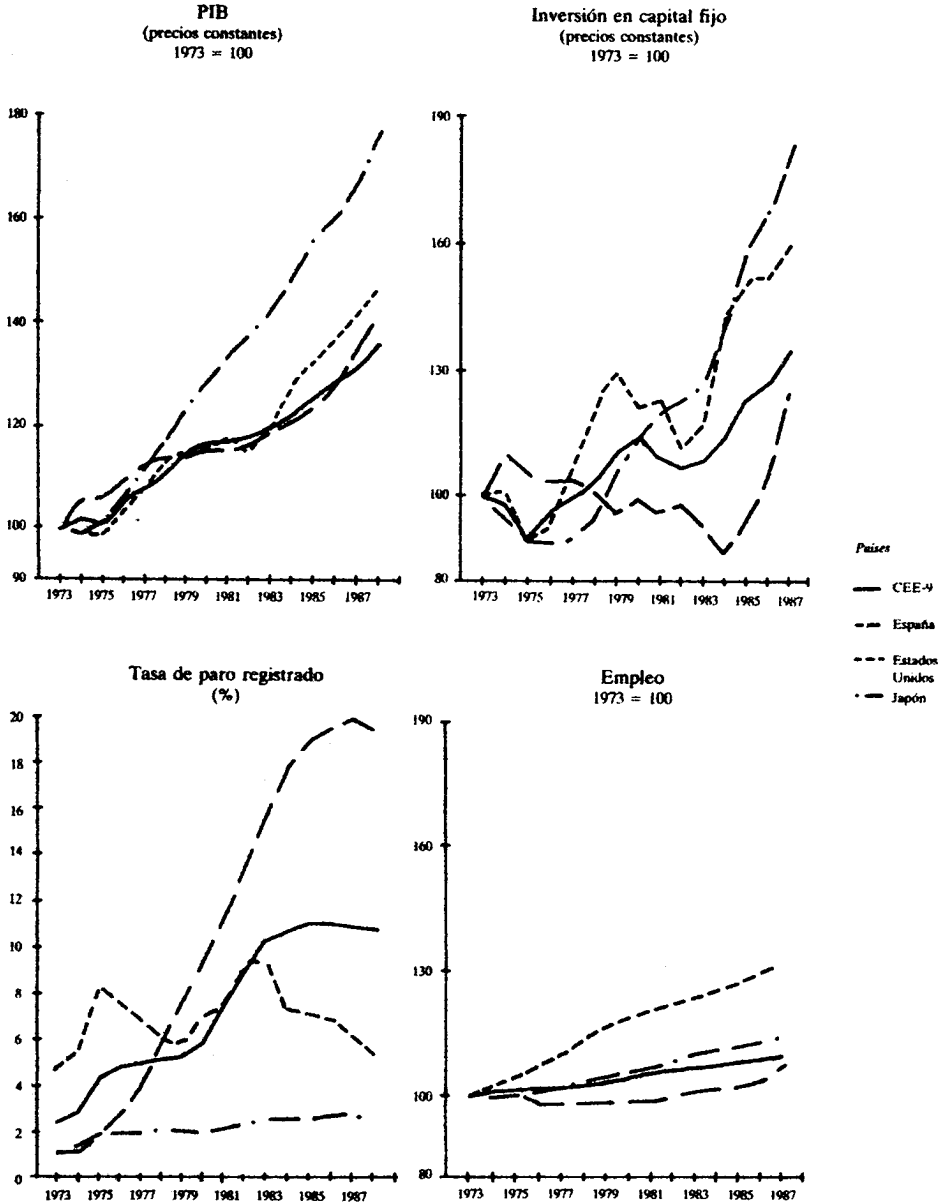 PIB
(precios constantes)
1973 = 100
180
160
140
120
100
90
1973 1975 1977 1979 1981 1983 1985 1987
Inversión en capital fijo
(precios constantes)
1973 = 100
190
160
130
100
80
1973 1975 1977 1979 1981 1983 1985 1987
Países
CEE-9
España
Estados
Unidos
Japón
Tasa de paro registrado
(%)
20
18
16
14
12
10
8
6
4
2
0
1973 1975 1977 1979 1981 1983 1985 1987
Empleo
1973 = 100
190
160
130
100
80
1973 1975 1977 1979 1981 1983 1985 1987